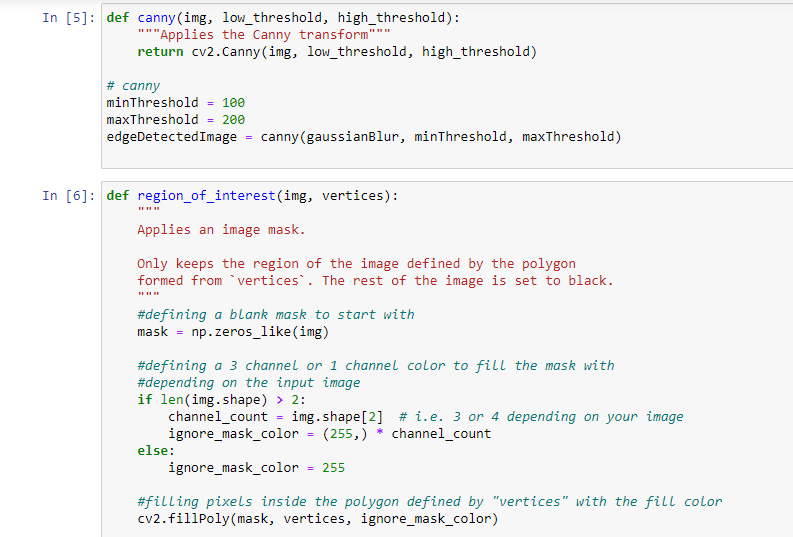 In [5]: def canny(img, low_threshold, high_threshold):
    """Applies the Canny transform"""
    return cv2.Canny(img, low_threshold, high_threshold)

# canny
minThreshold = 100
maxThreshold = 200
edgeDetectedImage = canny(gaussianBlur, minThreshold, maxThreshold)

In [6]: def region_of_interest(img, vertices):
    """
    Applies an image mask.

    Only keeps the region of the image defined by the polygon
    formed from `vertices`. The rest of the image is set to black.
    """
    #defining a blank mask to start with
    mask = np.zeros_like(img)

    #defining a 3 channel or 1 channel color to fill the mask with
    #depending on the input image
    if len(img.shape) > 2:
        channel_count = img.shape[2]  # i.e. 3 or 4 depending on your image
        ignore_mask_color = (255,) * channel_count
    else:
        ignore_mask_color = 255

    #filling pixels inside the polygon defined by "vertices" with the fill color
    cv2.fillPoly(mask, vertices, ignore_mask_color)